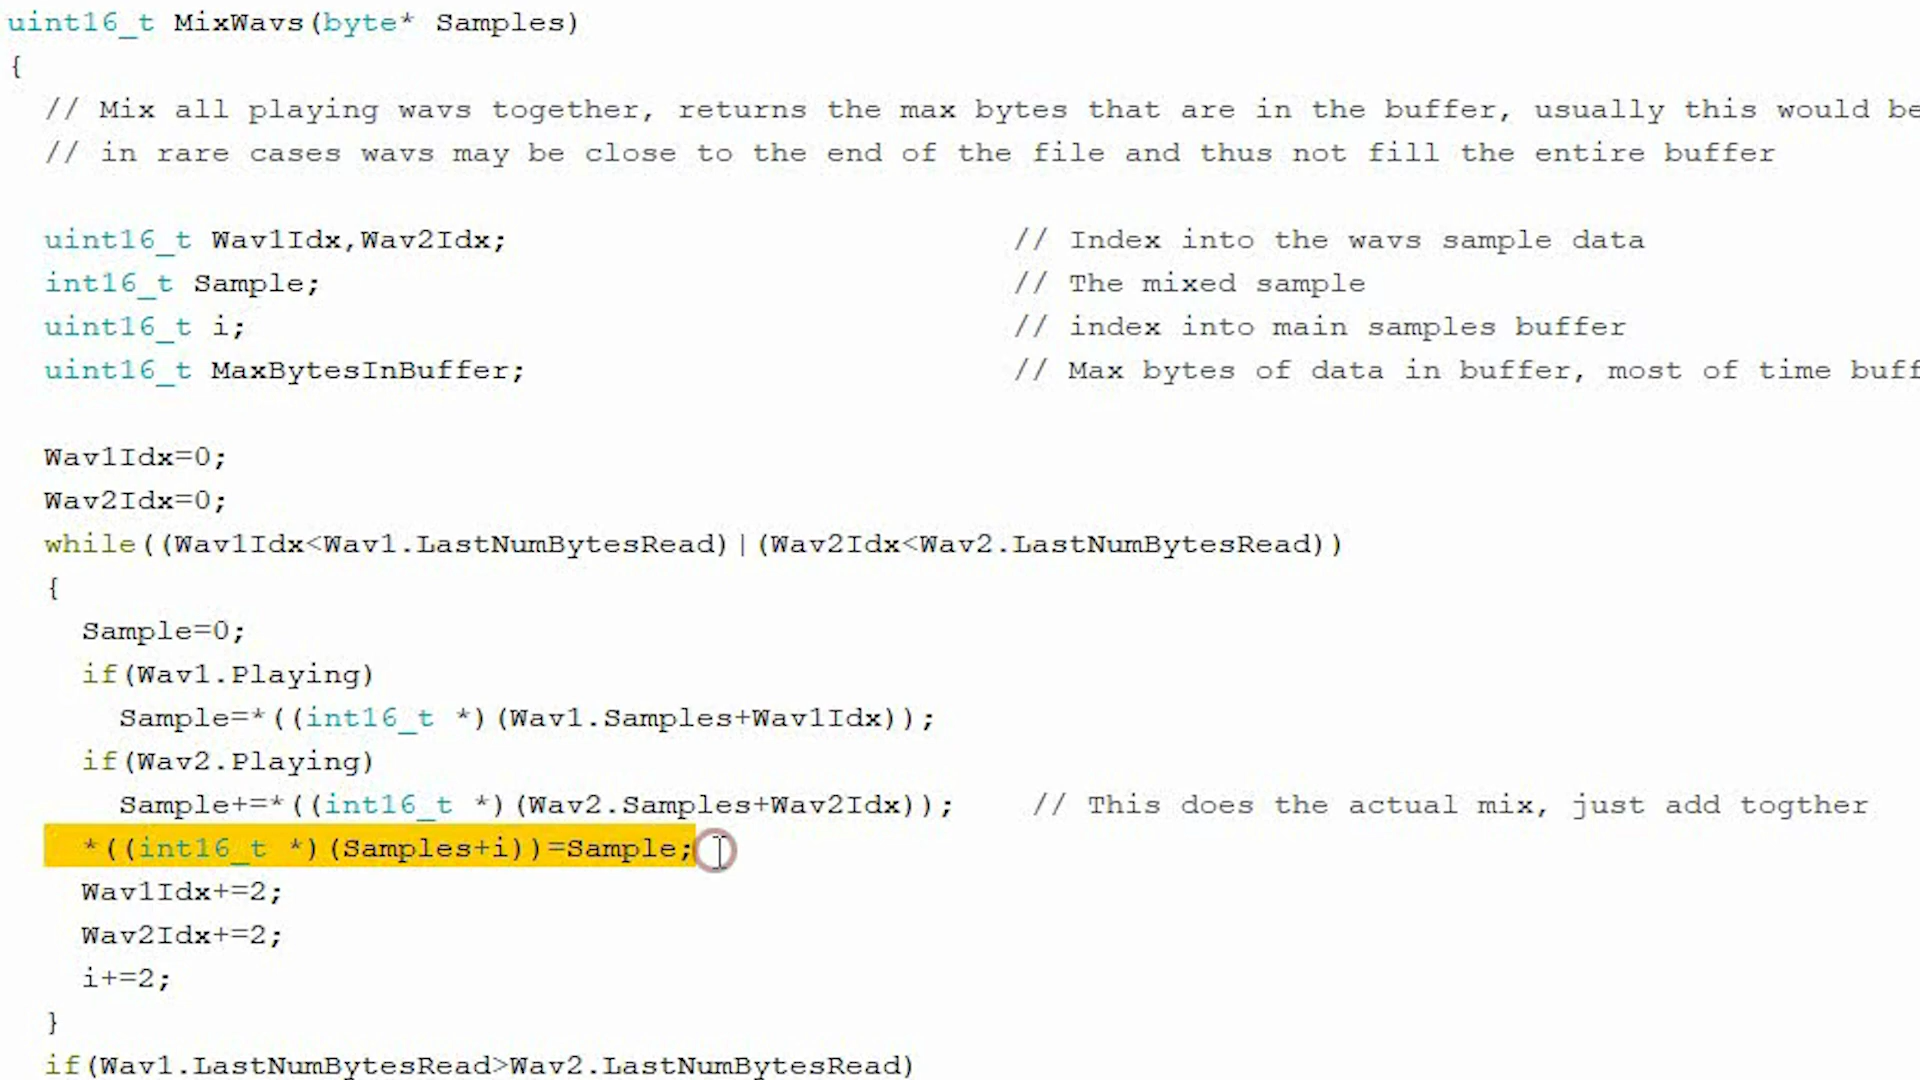 uint16_t MixWavs(byte* Samples)
{
// Mix all playing wavs together, returns the max bytes that are in the buffer, usually this would be
// in rare cases wavs may be close to the end of the file and thus not fill the entire buffer
uint16_t Wav1Idx,Wav2Idx; // Index into the wavs sample data
int16_t Sample; // The mixed sample
uint16_t i; // index into main samples buffer
uint16_t MaxBytesInBuffer; // Max bytes of data in buffer, most of time buff
Wav1Idx=0;
Wav2Idx=0;
while((Wav1Idx<Wav1.LastNumBytesRead)|(Wav2Idx<Wav2.LastNumBytesRead))
{
Sample=0;
if(Wav1.Playing)
Sample=*((int16_t *)(Wav1.Samples+Wav1Idx));
if(Wav2.Playing)
Sample+=*((int16_t *)(Wav2.Samples+Wav2Idx)); // This does the actual mix, just add togther
*((int16_t *)(Samples+i))=Sample;
Wav1Idx+=2;
Wav2Idx+=2;
i+=2;
}
if(Wav1.LastNumBytesRead>Wav2.LastNumBytesRead)